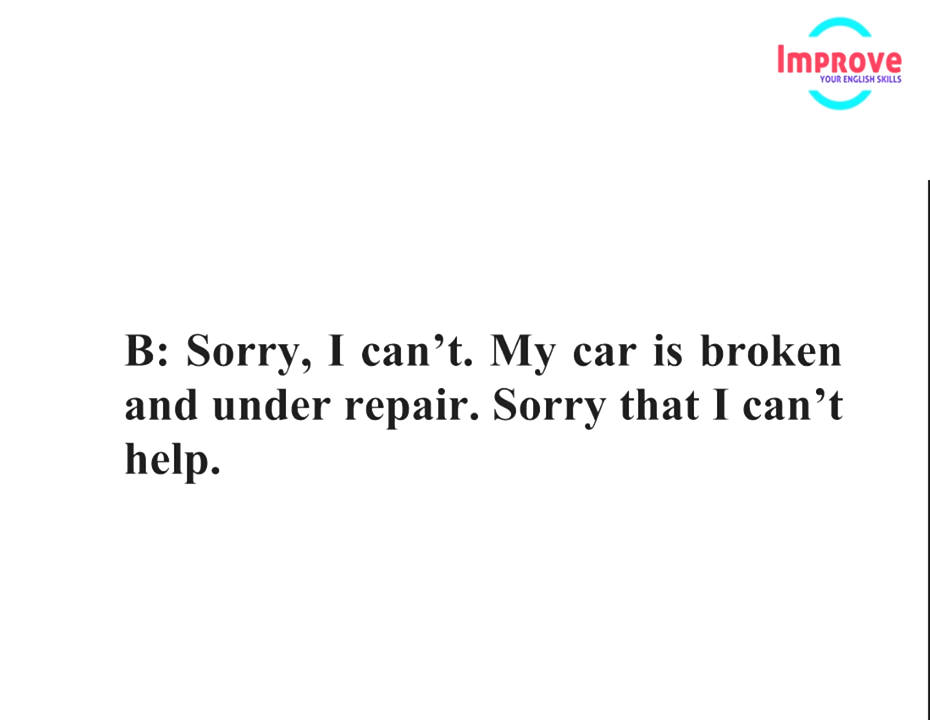 Improve
YOUR ENGLISH SKILLS
B: Sorry, I can’t. My car is broken
and under repair. Sorry that I can’t
help.